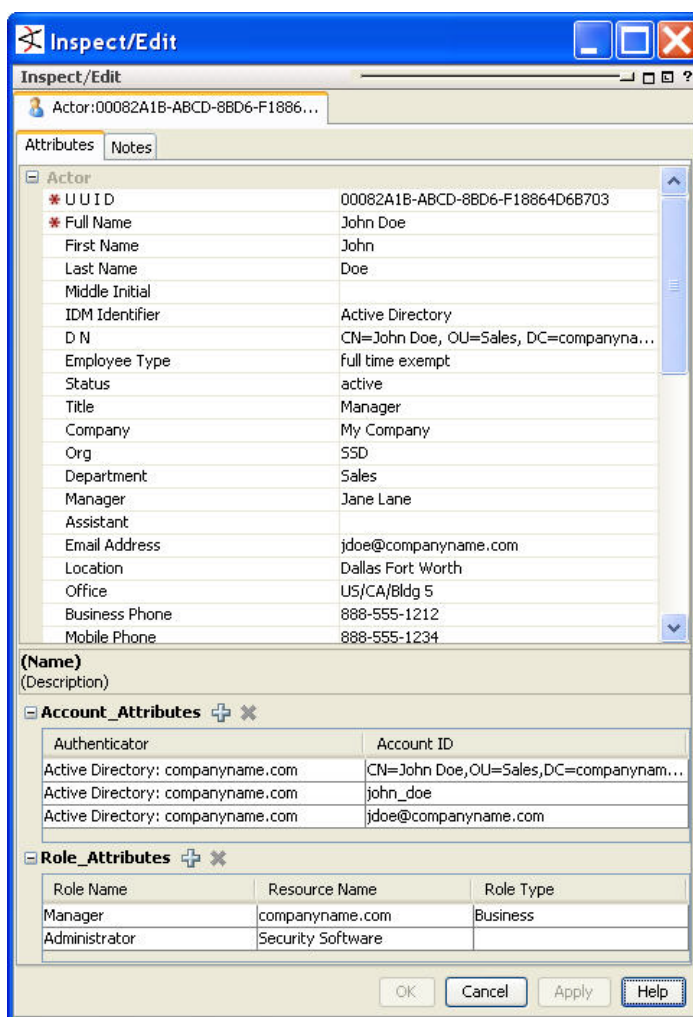 Inspect/Edit
Inspect/Edit ?
Actor:00082A1B-ABCD-8BD6-F1886...
Attributes Notes
Actor
* U U I D 00082A1B-ABCD-8BD6-F18864D6B703
* Full Name John Doe
First Name John
Last Name Doe
Middle Initial
IDM Identifier Active Directory
D N CN=John Doe, OU=Sales, DC=companyna...
Employee Type full time exempt
Status active
Title Manager
Company My Company
Org SSD
Department Sales
Manager Jane Lane
Assistant
Email Address jdoe@companyname.com
Location Dallas Fort Worth
Office US/CA/Bldg 5
Business Phone 888-555-1212
Mobile Phone 888-555-1234
(Name)
(Description)
Account_Attributes
Authenticator Account ID
Active Directory: companyname.com CN=John Doe,OU=Sales,DC=companynam...
Active Directory: companyname.com john_doe
Active Directory: companyname.com jdoe@companyname.com
Role_Attributes
Role Name Resource Name Role Type
Manager companyname.com Business
Administrator Security Software
OK Cancel Apply Help